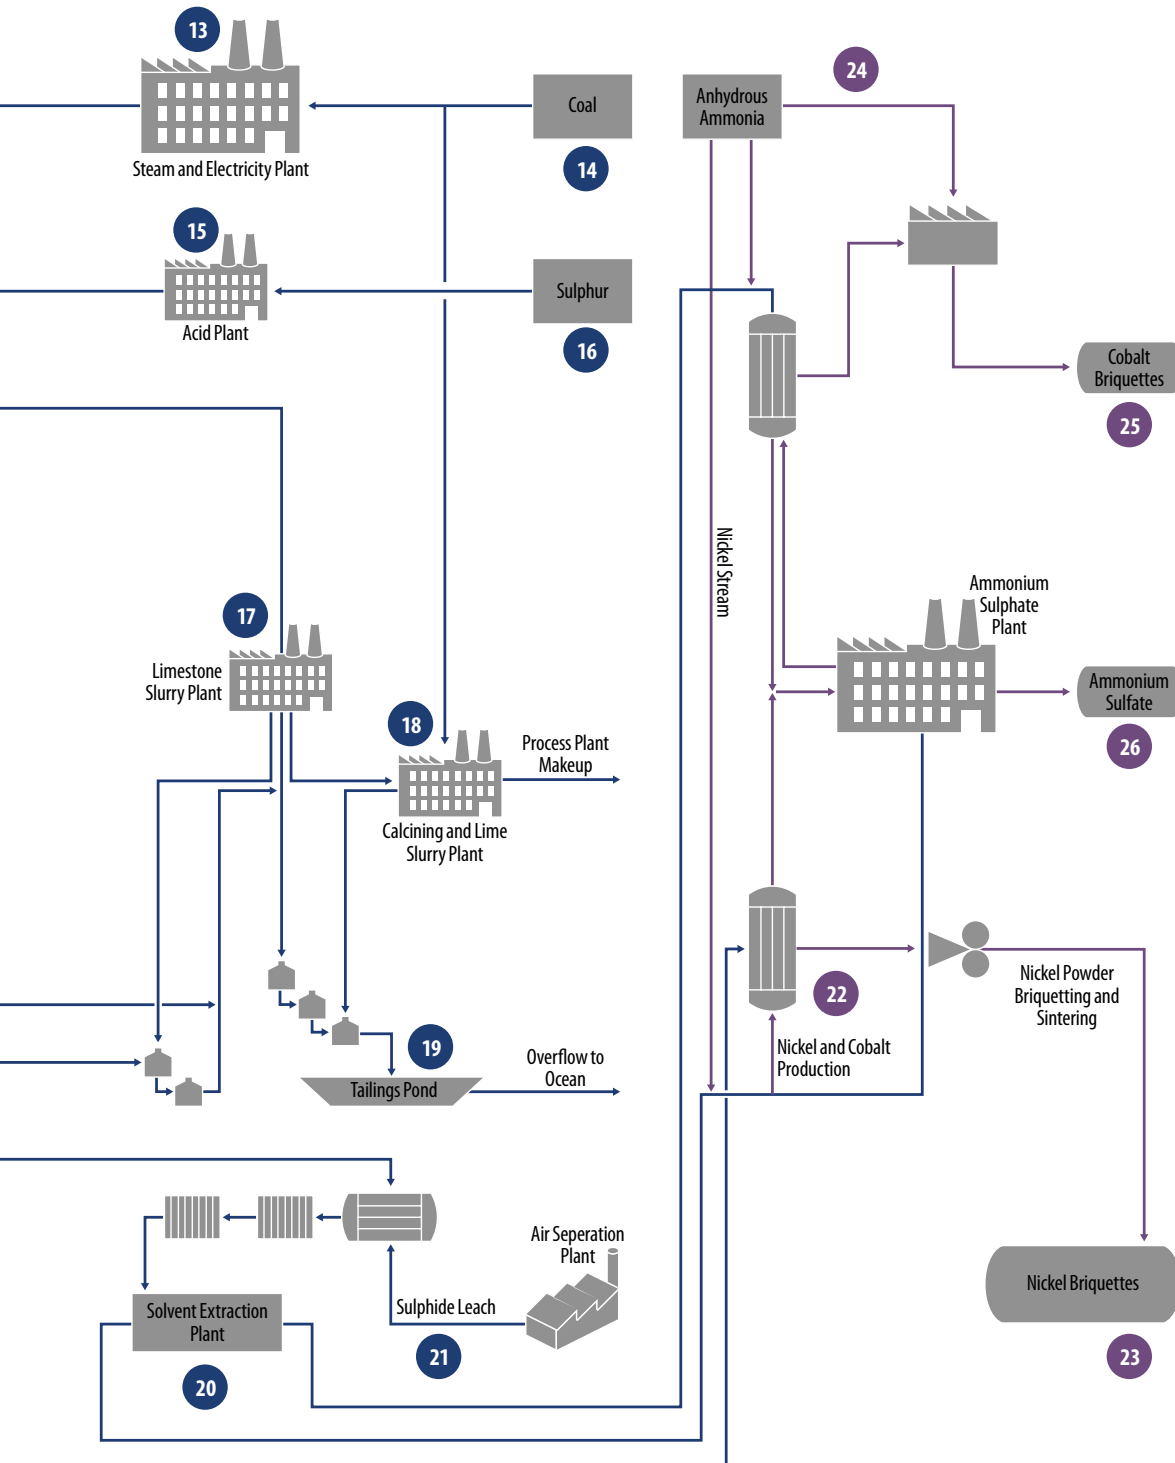 13
Steam and Electricity Plant
Coal
14
15
Acid Plant
Sulphur
16
Anhydrous
Ammonia
24
Cobalt
Briquettes
25
Nickel Stream
17
Limestone
Slurry Plant
18
Process Plant
Makeup
Calcining and Lime
Slurry Plant
Ammonium
Sulphate
Plant
Ammonium
Sulfate
26
19
Tailings Pond
Overflow to
Ocean
22
Nickel and Cobalt
Production
Nickel Powder
Briquetting and
Sintering
Air Seperation
Plant
Sulphide Leach
21
Solvent Extraction
Plant
20
Nickel Briquettes
23